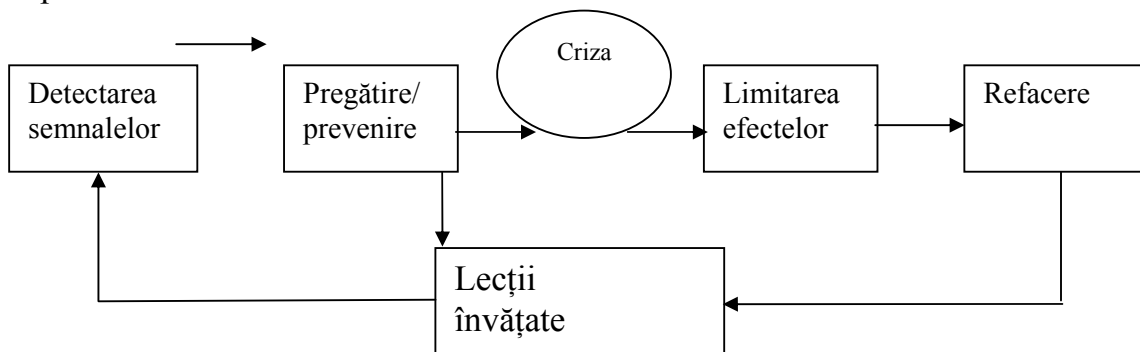 Criza
Detectarea
semnalelor
Pregătire/
prevenire
Limitarea
efectelor
Refacere
Lecții
învățate